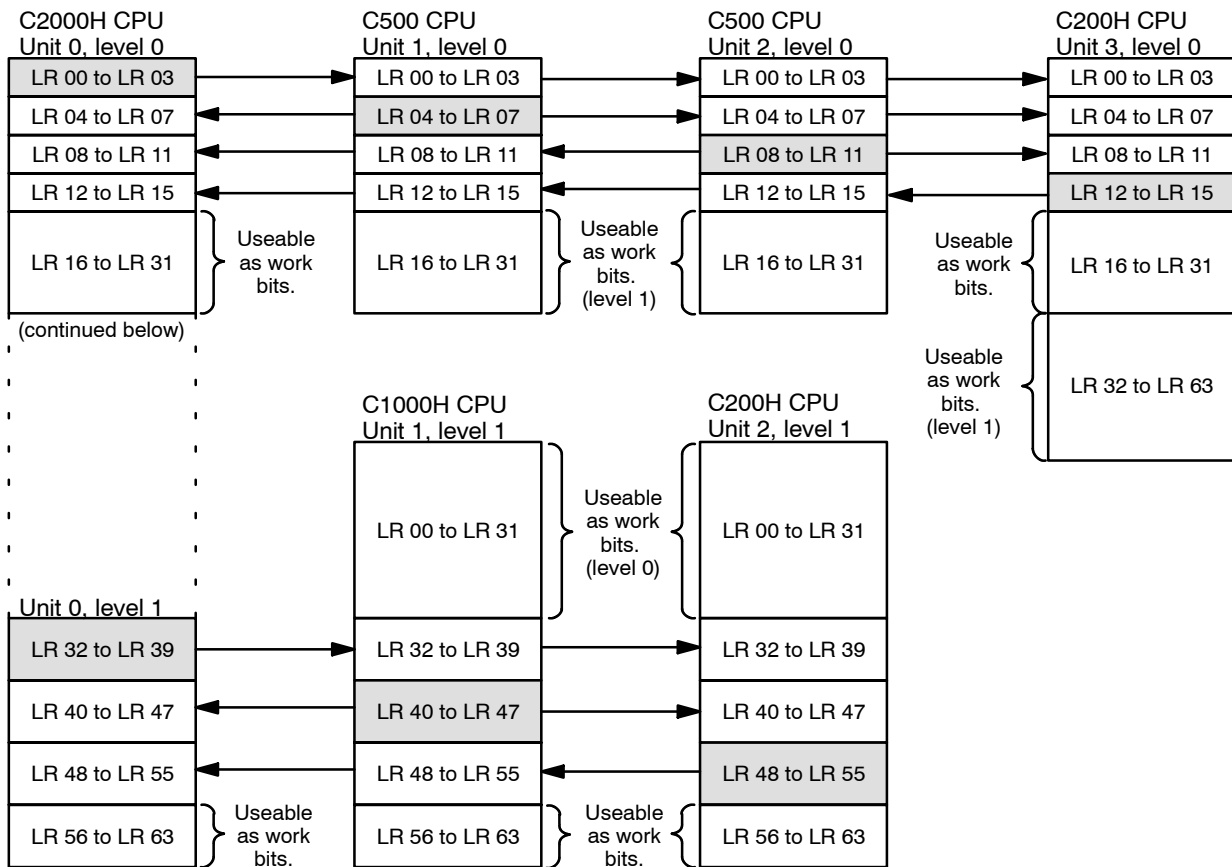 C2000H CPU
Unit 0, level 0
LR 00 to LR 03
LR 04 to LR 07
LR 08 to LR 11
LR 12 to LR 15
LR 16 to LR 31
Useable
as work
bits.
(continued below)
C500 CPU
Unit 1, level 0
LR 00 to LR 03
LR 04 to LR 07
LR 08 to LR 11
LR 12 to LR 15
LR 16 to LR 31
Useable
as work
bits.
(level 1)
C500 CPU
Unit 2, level 0
LR 00 to LR 03
LR 04 to LR 07
LR 08 to LR 11
LR 12 to LR 15
LR 16 to LR 31
C200H CPU
Unit 3, level 0
LR 00 to LR 03
LR 04 to LR 07
LR 08 to LR 11
LR 12 to LR 15
Useable
as work
bits.
LR 16 to LR 31
Useable
as work
bits.
(level 1)
LR 32 to LR 63
Unit 0, level 1
LR 32 to LR 39
LR 40 to LR 47
LR 48 to LR 55
LR 56 to LR 63
Useable
as work
bits.
C1000H CPU
Unit 1, level 1
LR 00 to LR 31
Useable
as work
bits.
(level 0)
LR 32 to LR 39
LR 40 to LR 47
LR 48 to LR 55
LR 56 to LR 63
Useable
as work
bits.
C200H CPU
Unit 2, level 1
LR 00 to LR 31
LR 32 to LR 39
LR 40 to LR 47
LR 48 to LR 55
LR 56 to LR 63